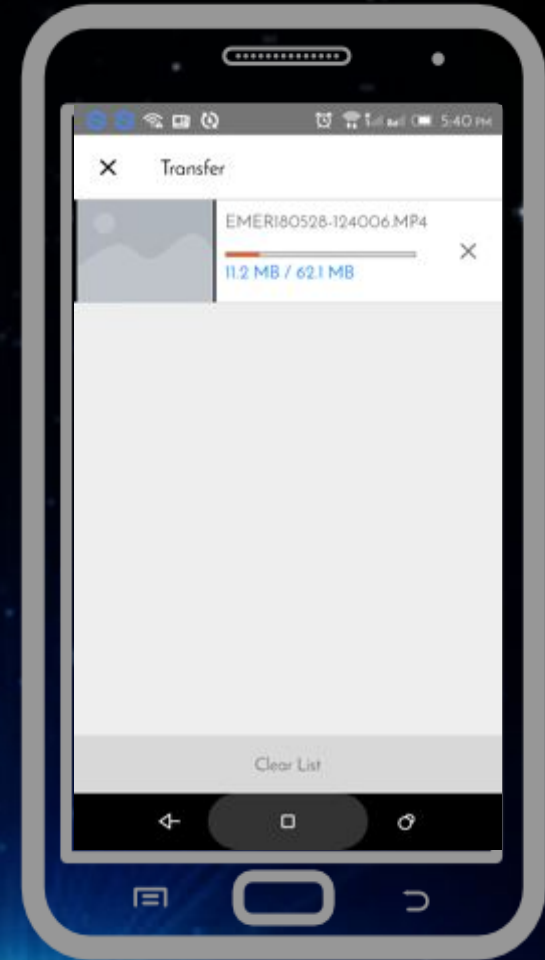 5:40 PM
Transfer
EMER180528-124006.MP4
11.2 MB / 62.1 MB
Clear List